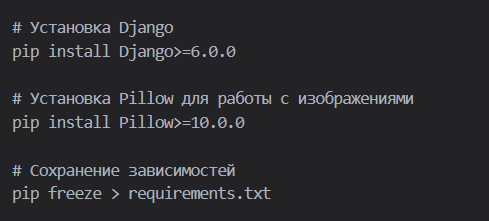 # Установка Django
pip install Django>=6.0.0
# Установка Pillow для работы с изображениями
pip install Pillow>=10.0.0
# Сохранение зависимостей
pip freeze > requirements.txt